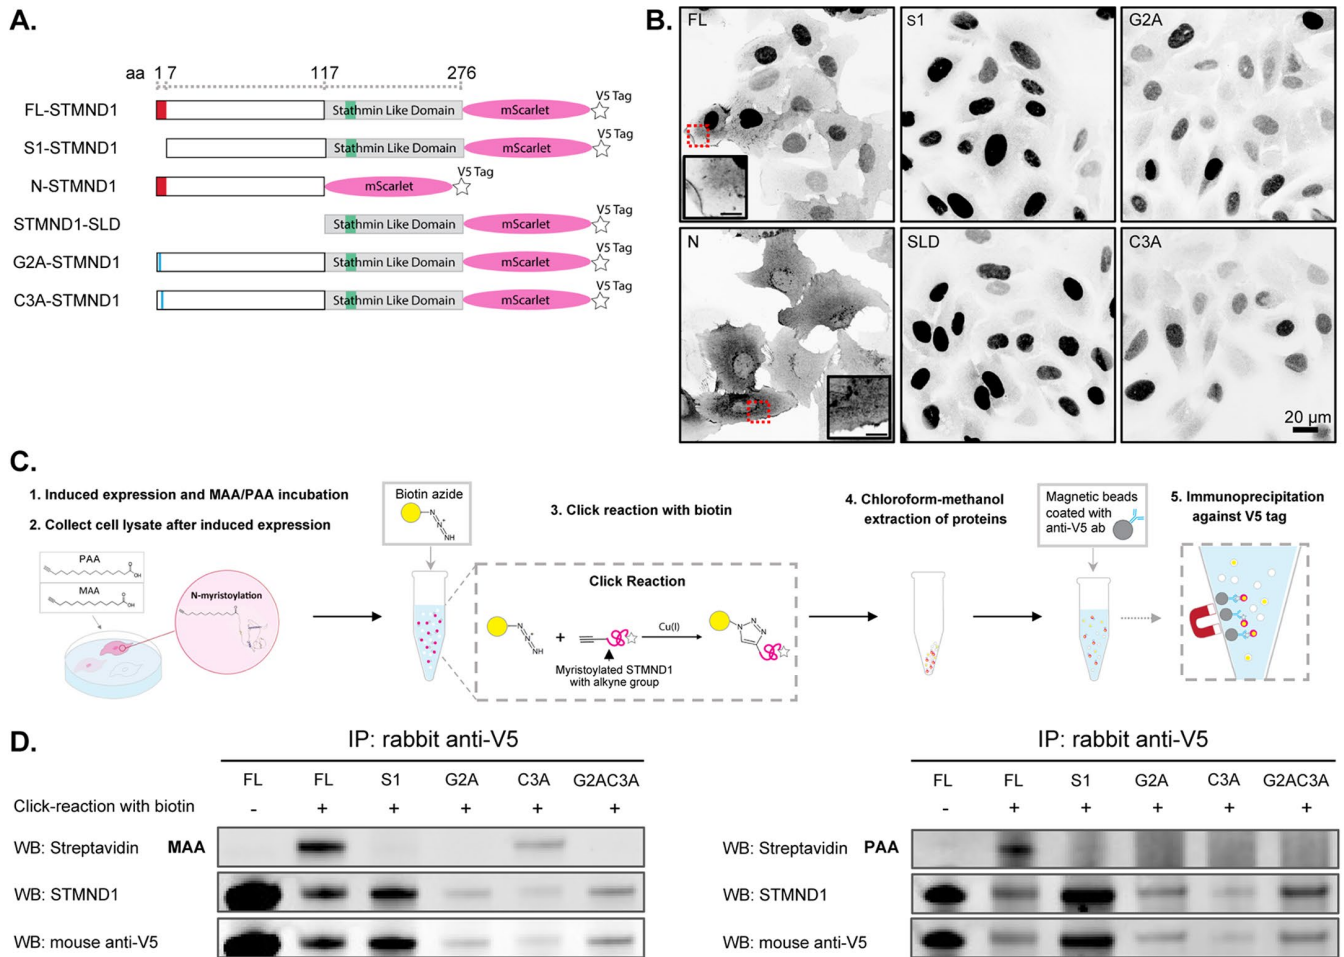 A.
aa 1 7 117 276
FL-STMND1 Stathmin Like Domain mScarlet V5 Tag
S1-STMND1 Stathmin Like Domain mScarlet V5 Tag
N-STMND1 mScarlet V5 Tag
STMND1-SLD Stathmin Like Domain mScarlet V5 Tag
G2A-STMND1 Stathmin Like Domain mScarlet V5 Tag
C3A-STMND1 Stathmin Like Domain mScarlet V5 Tag
B.
FL S1 G2A
N SLD C3A
20 µm
C.
1. Induced expression and MAA/PAA incubation
2. Collect cell lysate after induced expression
PAA
O
OH
MAA
O
OH
N-myristoylation
Biotin azide
N
N+
N
NH
3. Click reaction with biotin
Click Reaction
N
N+
N
NH
+
Cu(I)
N
N
N
Myristoylated STMND1
with alkyne group
4. Chloroform-methanol
extraction of proteins
Magnetic beads
coated with
anti-V5 ab
5. Immunoprecipitation
against V5 tag
D.
IP: rabbit anti-V5
FL FL S1 G2A C3A G2AC3A
Click-reaction with biotin - + + + + +
WB: Streptavidin MAA
WB: STMND1
WB: mouse anti-V5
IP: rabbit anti-V5
FL FL S1 G2A C3A G2AC3A
- + + + + +
WB: Streptavidin PAA
WB: STMND1
WB: mouse anti-V5